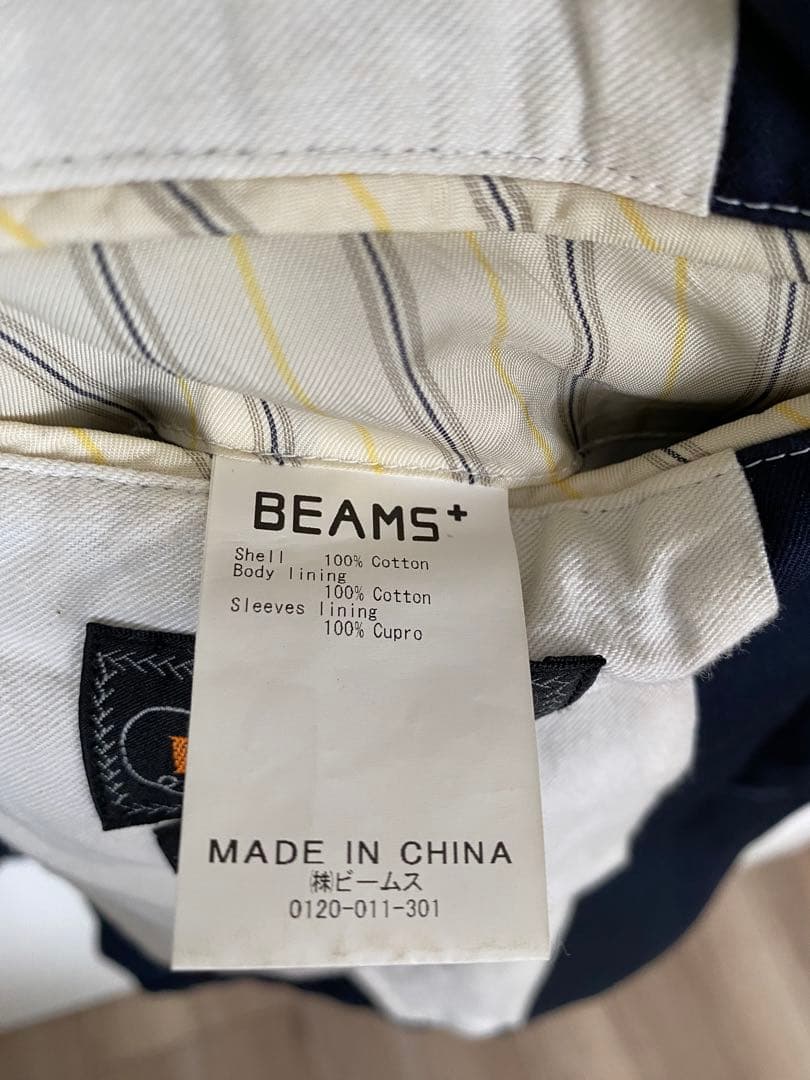 BEAMS+
Shell 100% Cotton
Body lining
100% Cotton
Sleeves lining
100% Cupro
MADE IN CHINA
㈱ビームス
0120-011-301